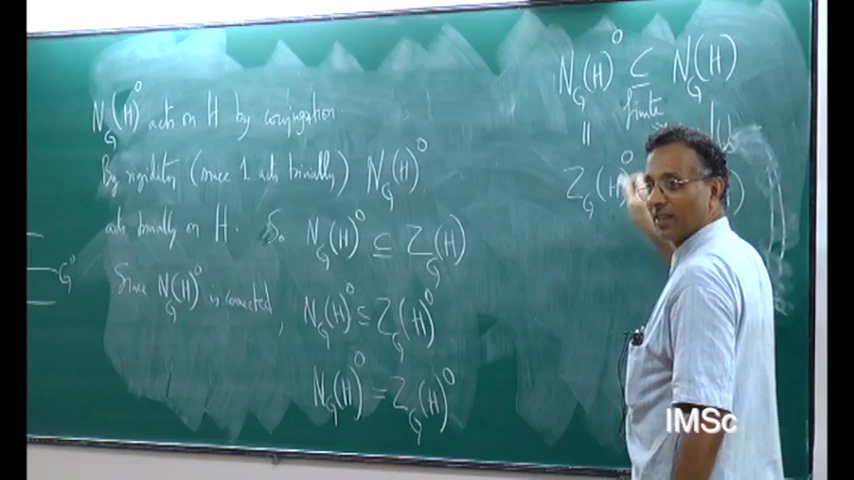 N_G(H)^0 acts on H by conjugation.
By rigidity (since 1 acts trivially) N_G(H)^0
acts trivially on H. So N_G(H)^0 ⊆ Z_G(H)
Since N_G(H)^0 is connected, N_G(H)^0 ⊆ Z_G(H)^0
N_G(H)^0 = Z_G(H)^0
G^0
N_G(H)^0 ⊆ N_G(H)
finite
Z_G(H)^0
IMSc